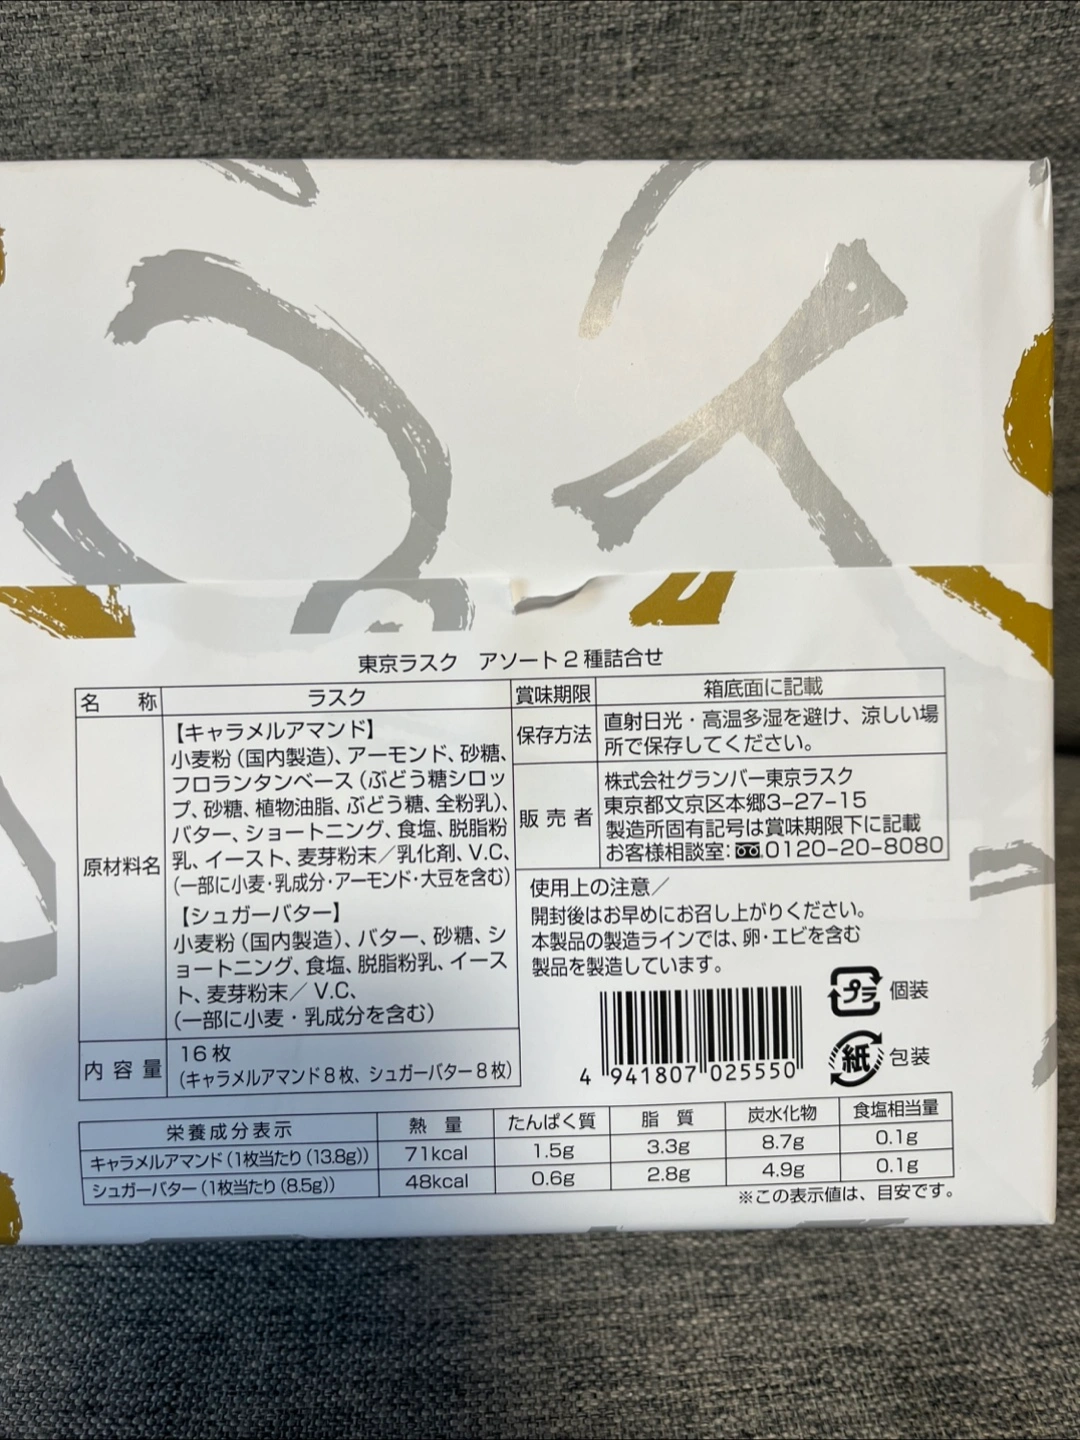 東京ラスク アソート2種詰合せ
名 称
ラスク
原材料名
【キャラメルアマンド】
小麦粉(国内製造)、アーモンド、砂糖、
フロランタンベース(ぶどう糖シロッ
プ、砂糖、植物油脂、ぶどう糖、全粉乳)、
バター、ショートニング、食塩、脱脂粉
乳、イースト、麦芽粉末/乳化剤、V.C、
(一部に小麦・乳成分・アーモンド・大豆を含む)
【シュガーバター】
小麦粉(国内製造)、バター、砂糖、シ
ョートニング、食塩、脱脂粉乳、イース
ト、麦芽粉末/V.C、
(一部に小麦・乳成分を含む)
内 容 量
16枚
(キャラメルアマンド8枚、シュガーバター8枚)
賞味期限
箱底面に記載
保存方法
直射日光・高温多湿を避け、涼しい場
所で保存してください。
販 売 者
株式会社グランバー東京ラスク
東京都文京区本郷3-27-15
製造所固有記号は賞味期限下に記載
お客様相談室:0120-20-8080
使用上の注意/
開封後はお早めにお召し上がりください。
本製品の製造ラインでは、卵・エビを含む
製品を製造しています。
プラ 個装
紙 包装
4 941807 025550
栄養成分表示 熱 量 たんぱく質 脂 質 炭水化物 食塩相当量
キャラメルアマンド(1枚当たり(13.8g)) 71kcal 1.5g 3.3g 8.7g 0.1g
シュガーバター(1枚当たり(8.5g)) 48kcal 0.6g 2.8g 4.9g 0.1g
※この表示値は、目安です。